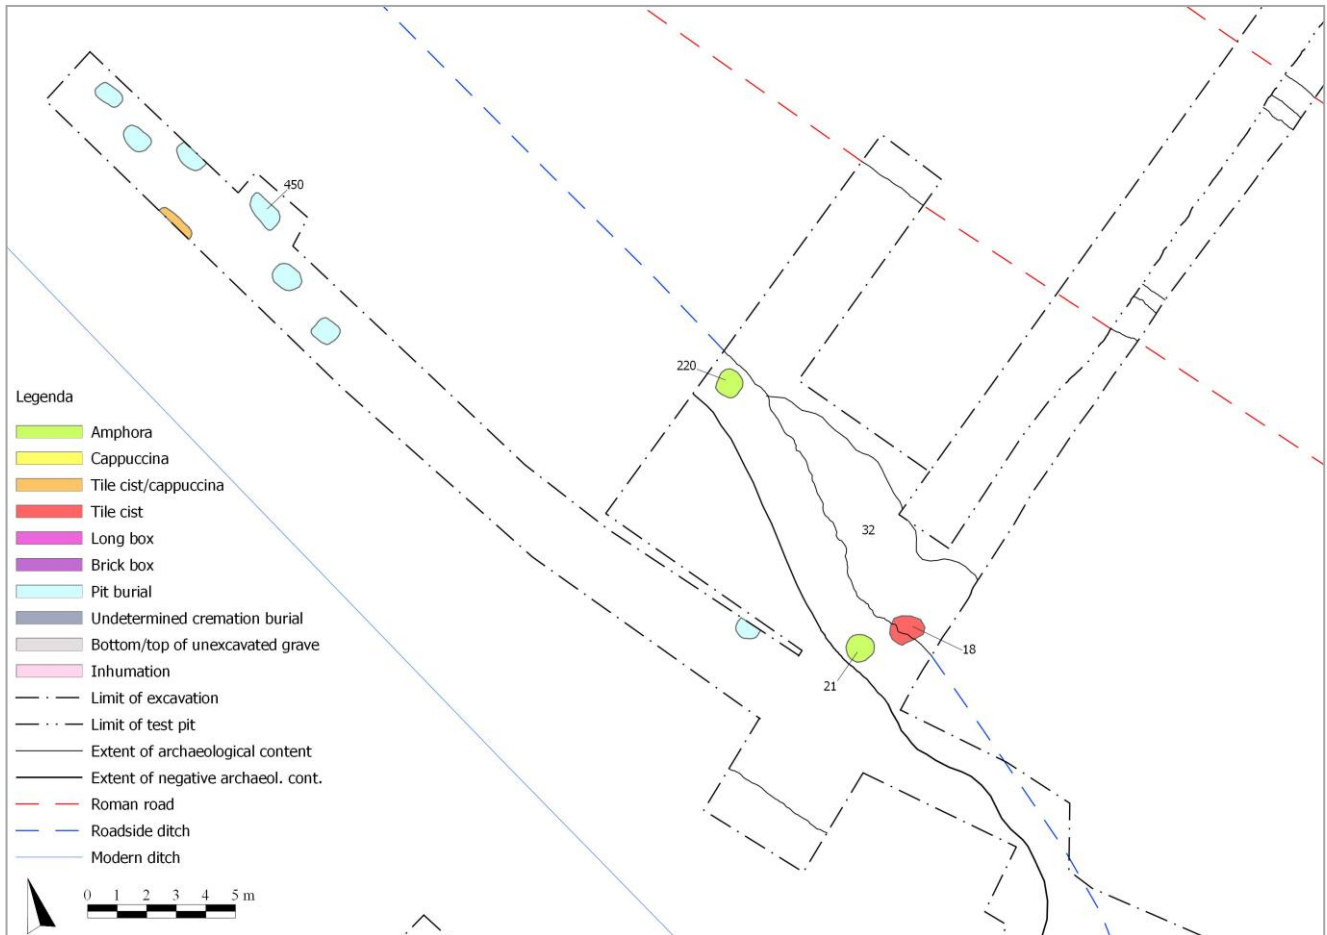 450
220
32
18
21
Legenda
Amphora
Cappuccina
Tile cist/cappuccina
Tile cist
Long box
Brick box
Pit burial
Undetermined cremation burial
Bottom/top of unexcavated grave
Inhumation
Limit of excavation
Limit of test pit
Extent of archaeological content
Extent of negative archaeol. cont.
Roman road
Roadside ditch
Modern ditch
0 1 2 3 4 5 m